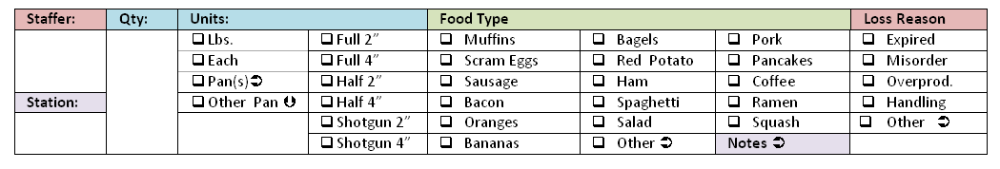 Staffer: Qty: Units: Food Type Loss Reason
☐ Lbs. ☐ Full 2” ☐ Muffins ☐ Bagels ☐ Pork ☐ Expired
☐ Each ☐ Full 4” ☐ Scram Eggs ☐ Red Potato ☐ Pancakes ☐ Misorder
☐ Pan(s)➲ ☐ Half 2” ☐ Sausage ☐ Ham ☐ Coffee ☐ Overprod.
Station: ☐ Other Pan ☐ Half 4” ☐ Bacon ☐ Spaghetti ☐ Ramen ☐ Handling
☐ Shotgun 2” ☐ Oranges ☐ Salad ☐ Squash ☐ Other ➲
☐ Shotgun 4” ☐ Bananas ☐ Other ➲ Notes ➲